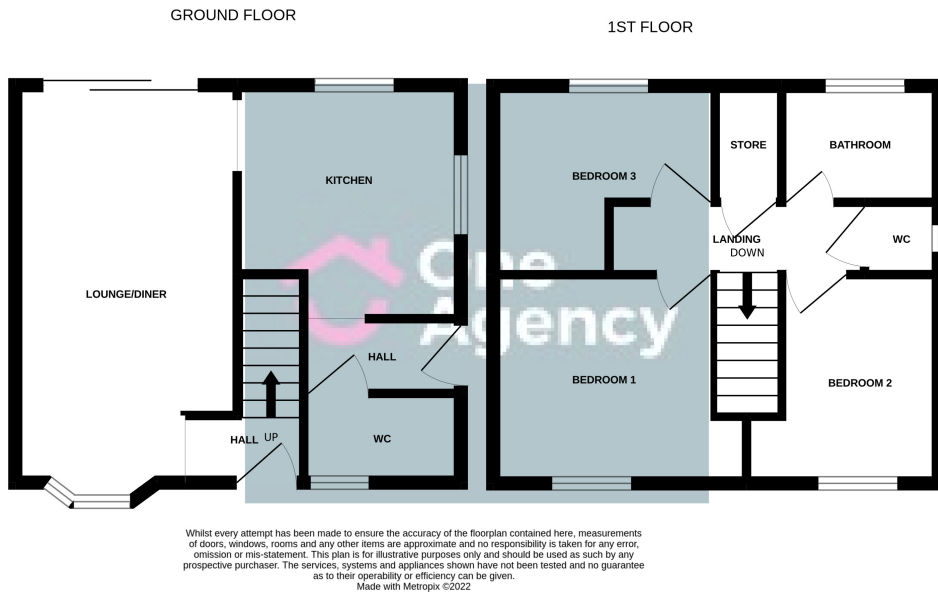 GROUND FLOOR
1ST FLOOR
KITCHEN
LOUNGE/DINER
HALL
WC
HALL UP
BEDROOM 3
STORE
BATHROOM
LANDING
DOWN
WC
BEDROOM 1
BEDROOM 2
One
Agency
Whilst every attempt has been made to ensure the accuracy of the floorplan contained here, measurements
of doors, windows, rooms and any other items are approximate and no responsibility is taken for any error,
omission or mis-statement. This plan is for illustrative purposes only and should be used as such by any
prospective purchaser. The services, systems and appliances shown have not been tested and no guarantee
as to their operability or efficiency can be given.
Made with Metropix ©2022